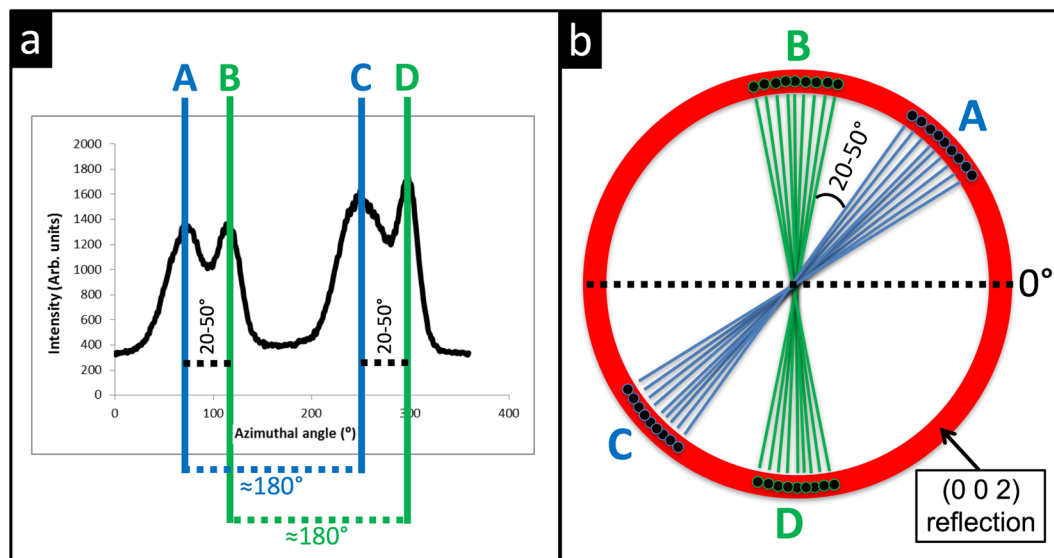 a
A B C D
Intensity (Arb. units)
2000
1800
1600
1400
1200
1000
800
600
400
200
0
20-50°
20-50°
0 100 200 300 400
Azimuthal angle (º)
≈180°
≈180°
b
B
A
20-50°
0°
C
D
(0 0 2)
reflection